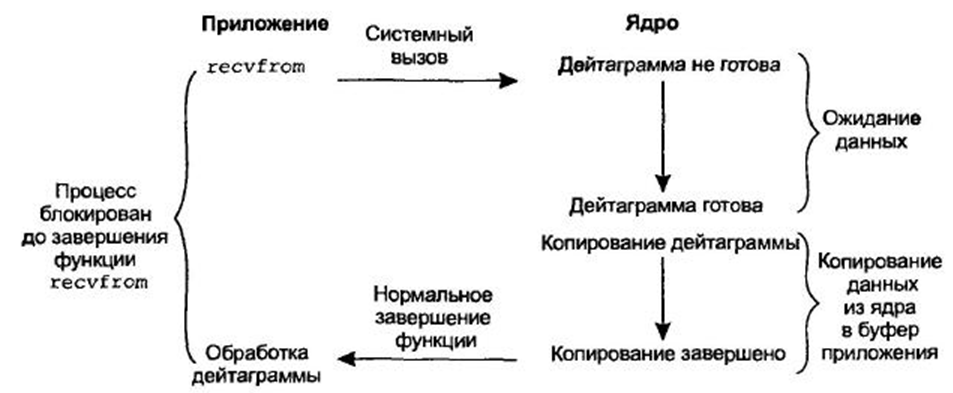 Приложение
Системный
вызов
Ядро
recvfrom
Дейтаграмма не готова
Ожидание
данных
Процесс
блокирован
до завершения
функции
recvfrom
Дейтаграмма готова
Копирование дейтаграммы
Копирование
данных
из ядра
в буфер
приложения
Нормальное
завершение
функции
Обработка
дейтаграммы
Копирование завершено